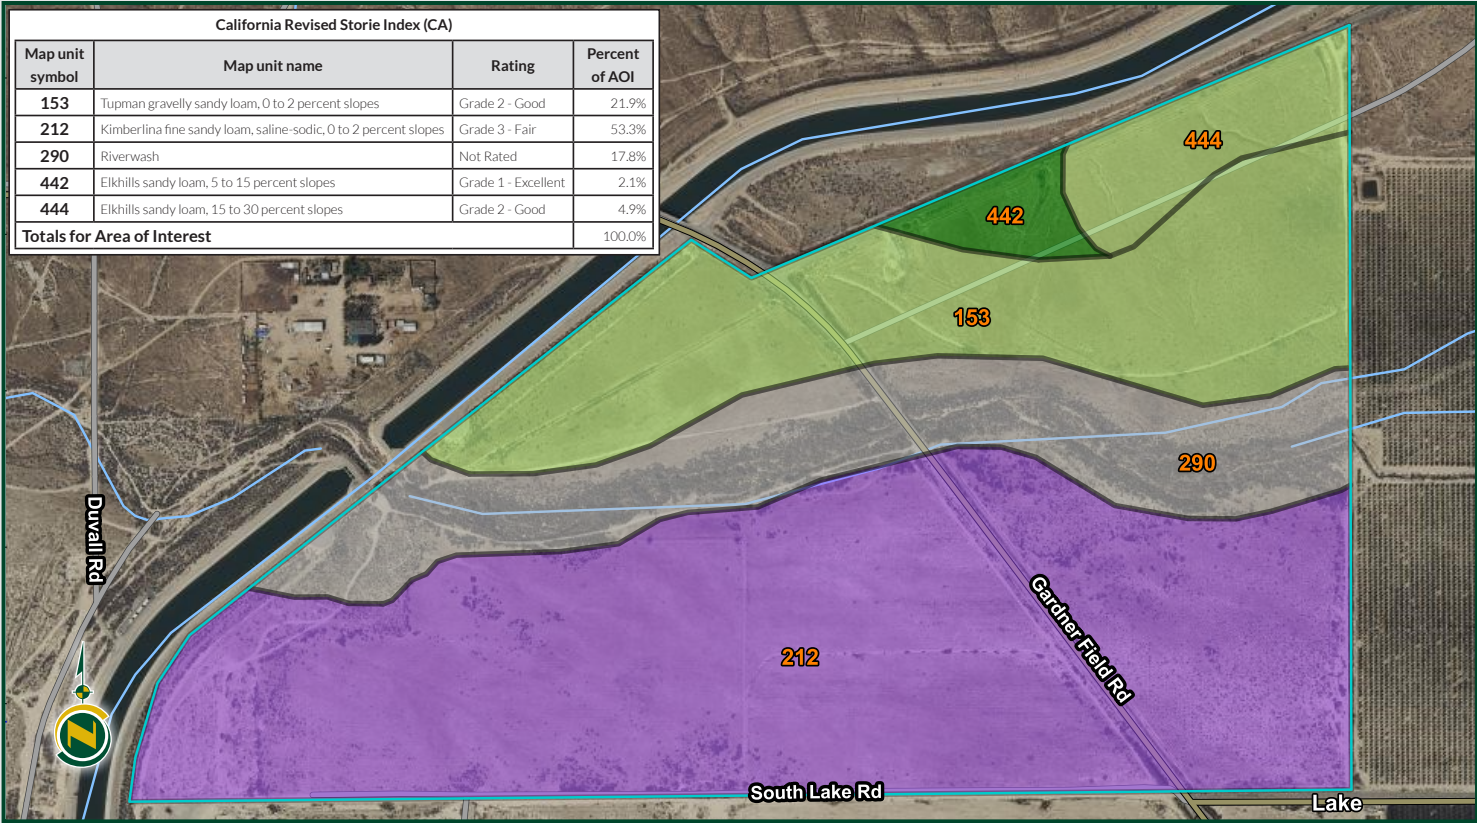 California Revised Storie Index (CA)
Map unit symbol Map unit name Rating Percent of AOI
153 Tupman gravelly sandy loam, 0 to 2 percent slopes Grade 2 - Good 21.9%
212 Kimberlina fine sandy loam, saline-sodic, 0 to 2 percent slopes Grade 3 - Fair 53.3%
290 Riverwash Not Rated 17.8%
442 Elkhills sandy loam, 5 to 15 percent slopes Grade 1 - Excellent 2.1%
444 Elkhills sandy loam, 15 to 30 percent slopes Grade 2 - Good 4.9%
Totals for Area of Interest 100.0%
444
442
153
290
Duvall Rd
Gardner Field Rd
212
N
South Lake Rd
Lake